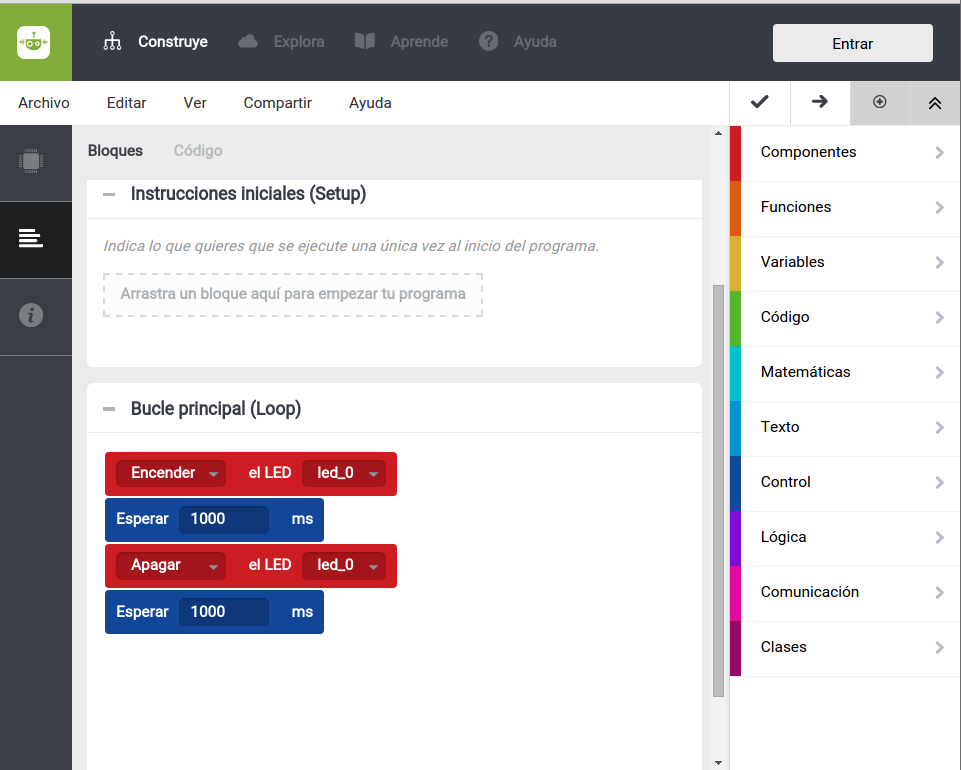 Construye Explora Aprende ? Ayuda Entrar
Archivo Editar Ver Compartir Ayuda
Bloques Código
Instrucciones iniciales (Setup)
Indica lo que quieres que se ejecute una única vez al inicio del programa.
Arrastra un bloque aquí para empezar tu programa
Bucle principal (Loop)
Encender el LED led_0
Esperar 1000 ms
Apagar el LED led_0
Esperar 1000 ms
Componentes
Funciones
Variables
Código
Matemáticas
Texto
Control
Lógica
Comunicación
Clases